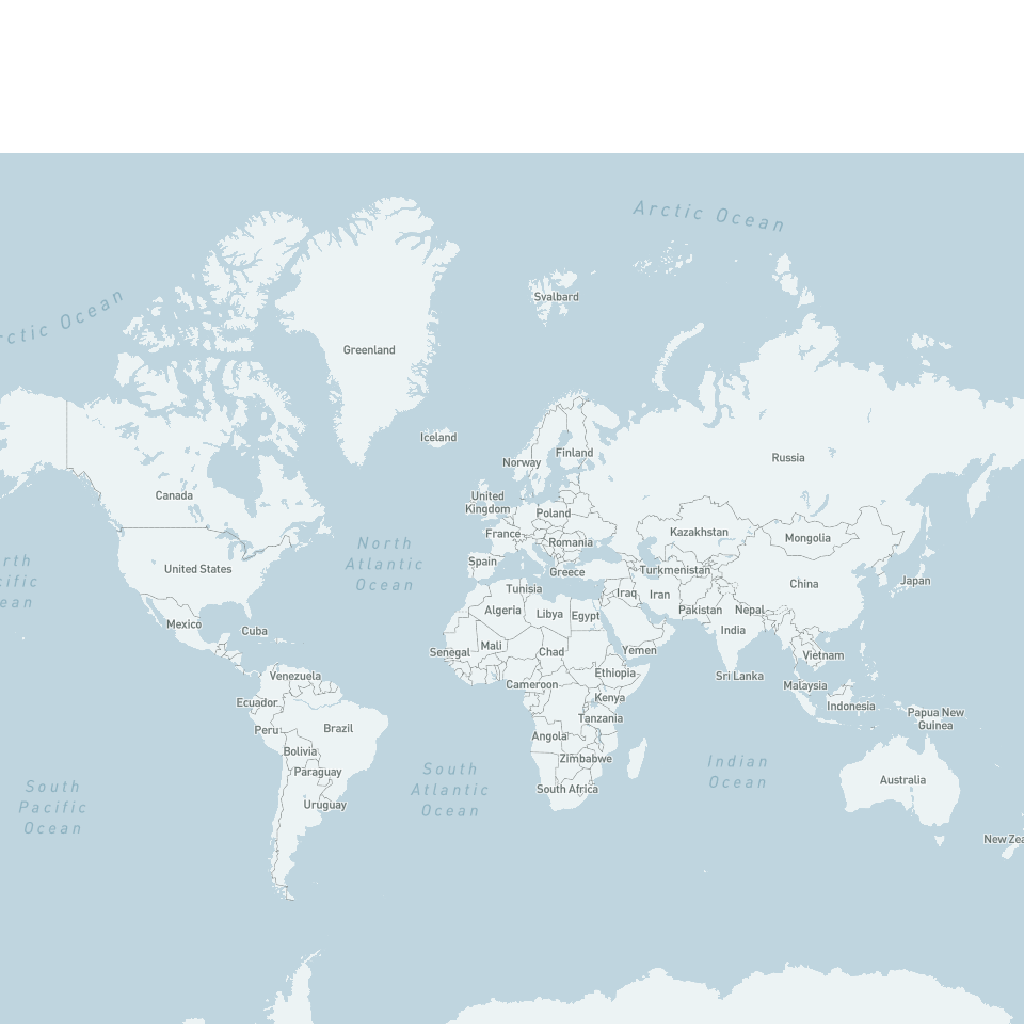 Arctic Ocean
Svalbard
ctic Ocean
Greenland
Iceland
Norway
Finland
Russia
Canada
United
Kingdom
Poland
France
Romania
Kazakhstan
Mongolia
North
Atlantic
Ocean
Spain
Greece
Turkmenistan
United States
China
Japan
Tunisia
Iraq
Iran
Algeria
Libya
Egypt
Pakistan
Nepal
Mexico
Cuba
India
Senegal
Mali
Chad
Yemen
Vietnam
Venezuela
Cameroon
Ethiopia
Sri Lanka
Malaysia
Ecuador
Kenya
Indonesia
Papua New
Guinea
Peru
Brazil
Angola
Tanzania
Bolivia
Zimbabwe
Paraguay
South
Atlantic
Ocean
Indian
Ocean
Australia
South Africa
South
Pacific
Ocean
Uruguay
New Zea